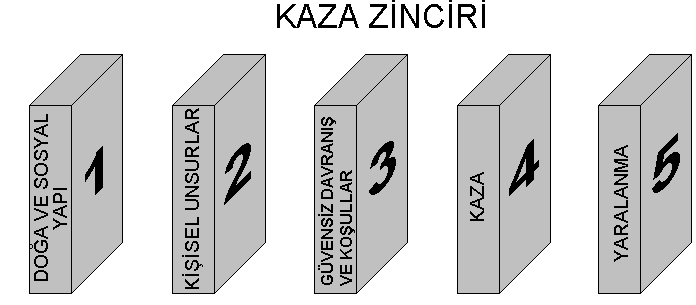 KAZA ZİNCİRİ
DOĞA VE SOSYAL
YAPI
1
KİŞİSEL UNSURLAR
2
GÜVENSİZ DAVRANIŞ
VE KOŞULLAR
3
KAZA
4
YARALANMA
5